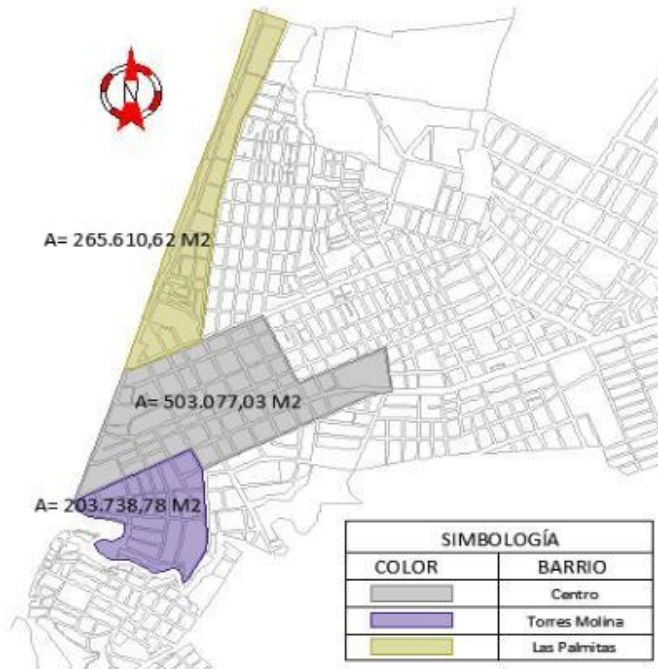 N
A= 265.610,62 M2
A= 503.077,03 M2
A= 203.738,78 M2
SIMBOLOGÍA
COLOR BARRIO
Centro
Torres Molina
Las Palmitas